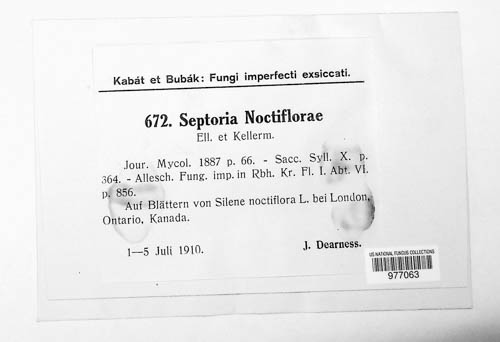 Kabát et Bubák: Fungi imperfecti exsiccati.
672. Septoria Noctiflorae
Ell. et Kellerm.
Jour. Mycol. 1887 p. 66. - Sacc. Syll. X. p.
364. - Allesch. Fung. imp. in Rbh. Kr. Fl. I. Abt. VI.
p. 856.
Auf Blättern von Silene noctiflora L. bei London,
Ontario, Kanada.
1—5 Juli 1910.
J. Dearness.
US NATIONAL FUNGUS COLLECTIONS
977063